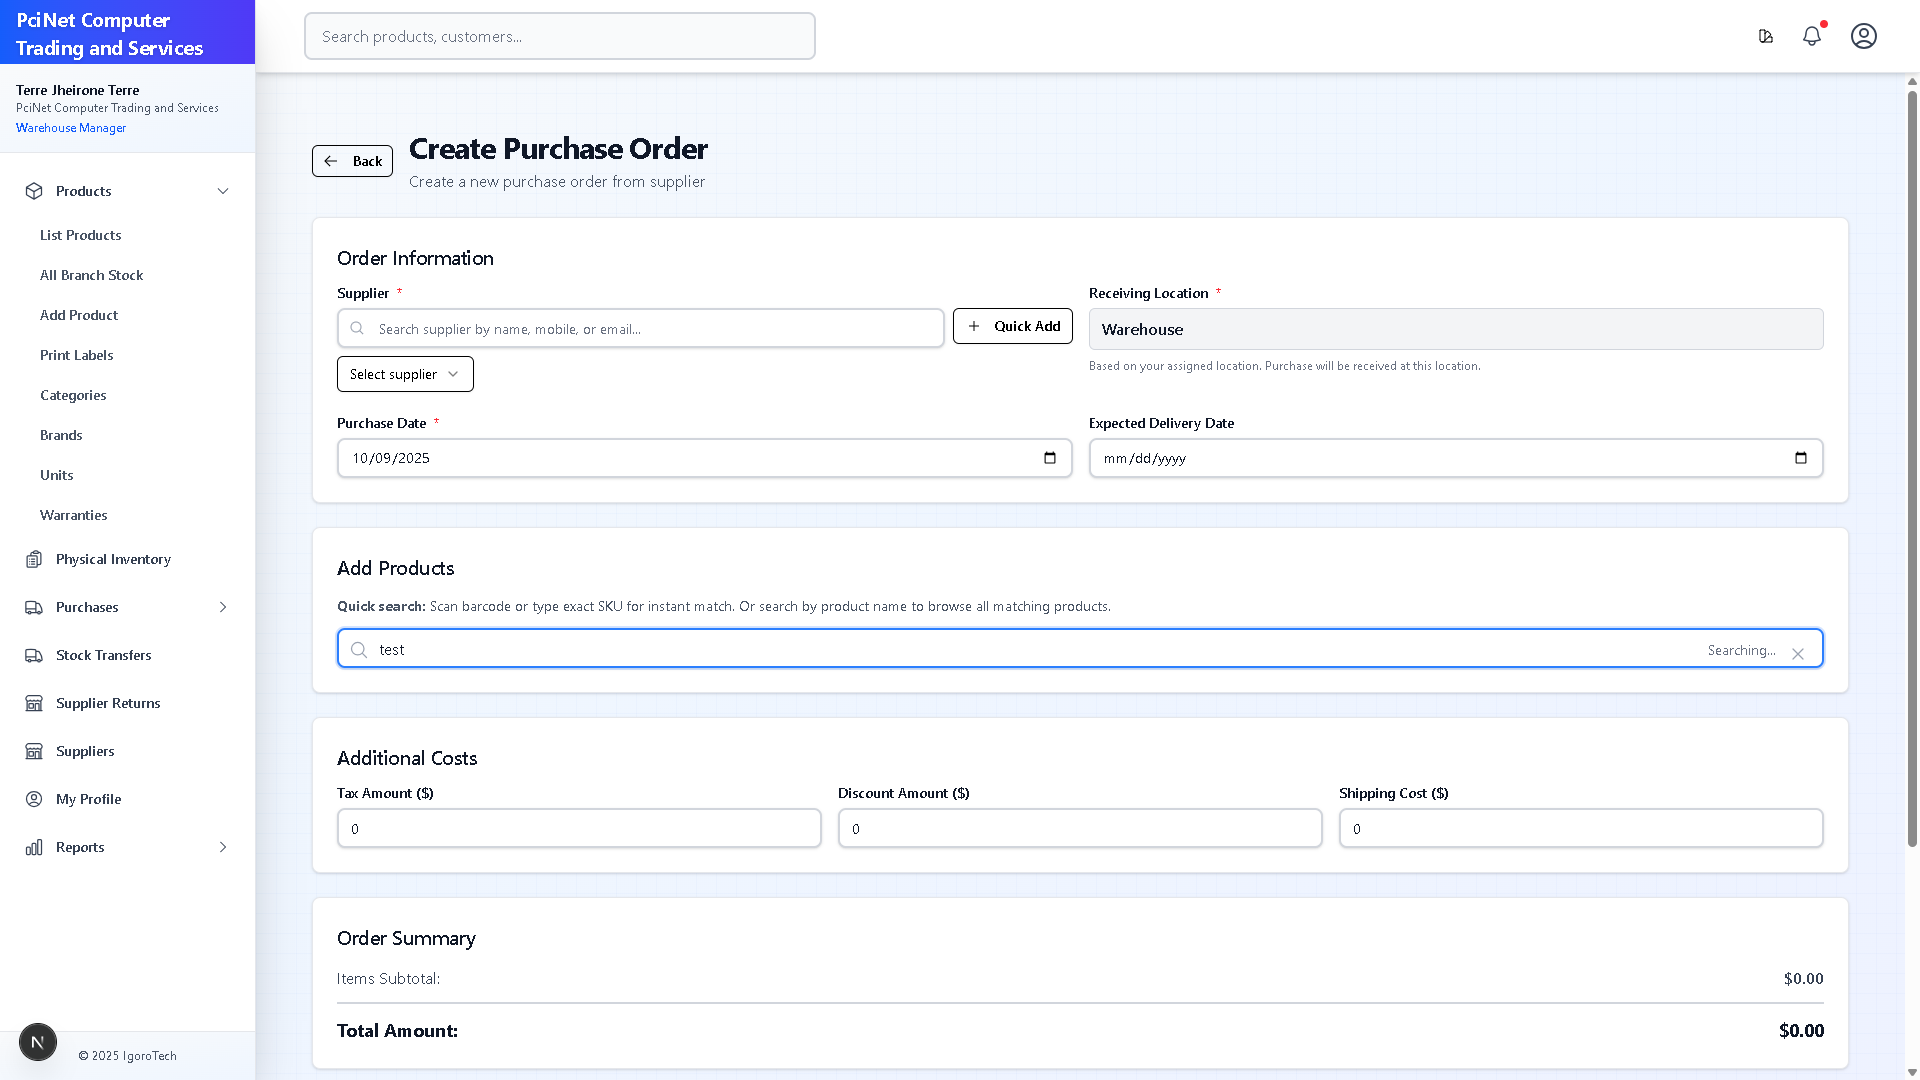 PciNet Computer
Trading and Services
Search products, customers...
Terre Jheirone Terre
PciNet Computer Trading and Services
Warehouse Manager
Products
List Products
All Branch Stock
Add Product
Print Labels
Categories
Brands
Units
Warranties
Physical Inventory
Purchases
Stock Transfers
Supplier Returns
Suppliers
My Profile
Reports
N
© 2025 IgoroTech
Back
Create Purchase Order
Create a new purchase order from supplier
Order Information
Supplier *
Search supplier by name, mobile, or email...
Quick Add
Select supplier
Receiving Location *
Warehouse
Based on your assigned location. Purchase will be received at this location.
Purchase Date *
10/09/2025
Expected Delivery Date
mm/dd/yyyy
Add Products
Quick search: Scan barcode or type exact SKU for instant match. Or search by product name to browse all matching products.
test
Searching...
Additional Costs
Tax Amount ($)
0
Discount Amount ($)
0
Shipping Cost ($)
0
Order Summary
Items Subtotal: $0.00
Total Amount: $0.00